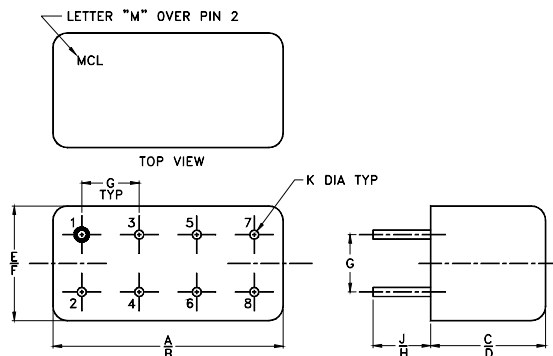 LETTER "M" OVER PIN 2
MCL
TOP VIEW
G
TYP
K DIA TYP
1 3 5 7
E
F
G
2 4 6 8
A
B
J
H
C
D